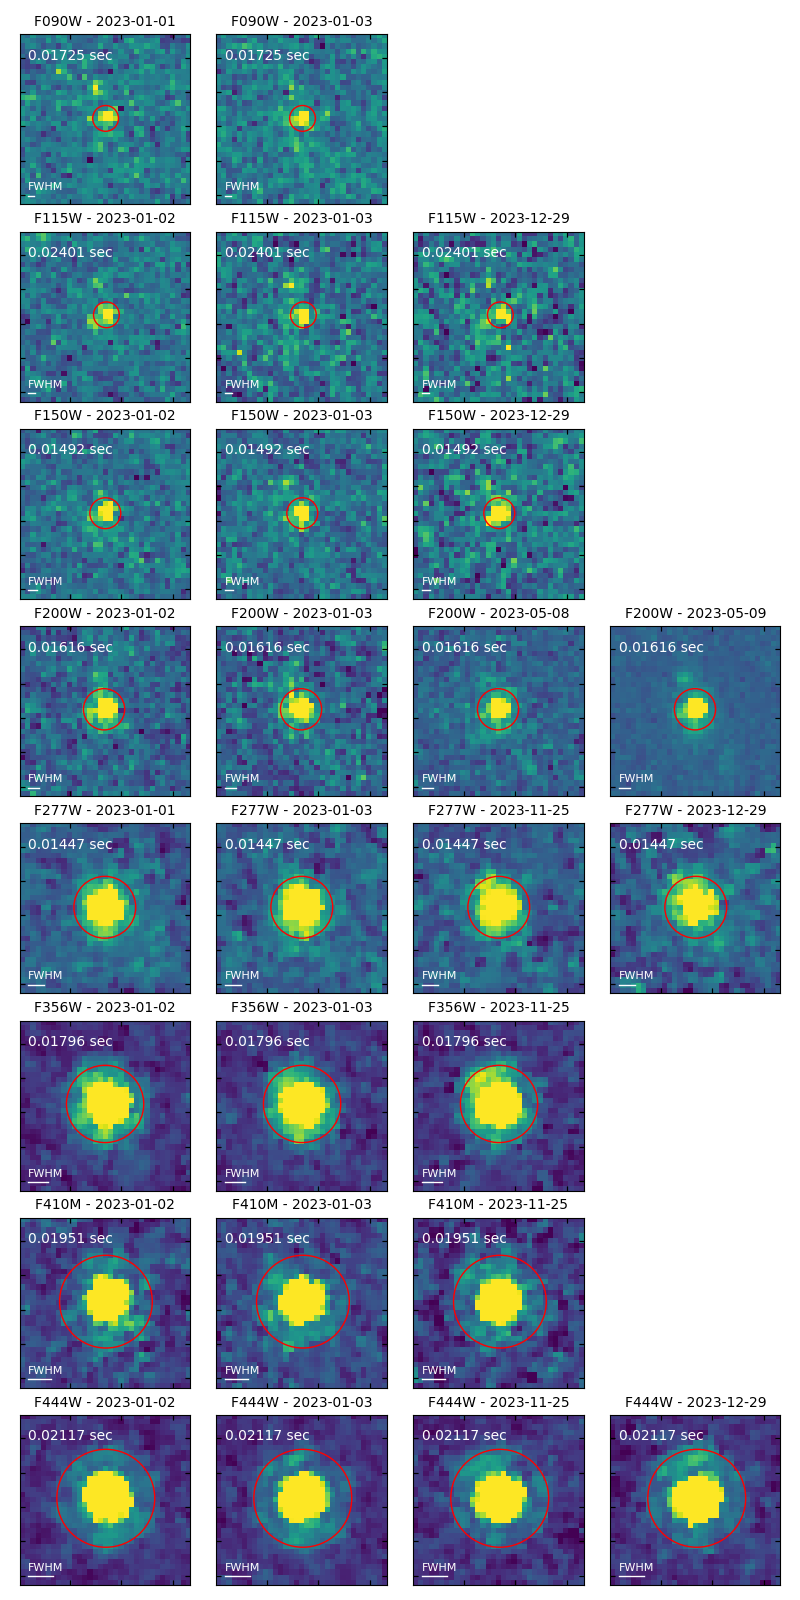 F090W - 2023-01-01
F090W - 2023-01-03
0.01725 sec
0.01725 sec
FWHM
FWHM
F115W - 2023-01-02
F115W - 2023-01-03
F115W - 2023-12-29
0.02401 sec
0.02401 sec
0.02401 sec
FWHM
FWHM
FWHM
F150W - 2023-01-02
F150W - 2023-01-03
F150W - 2023-12-29
0.01492 sec
0.01492 sec
0.01492 sec
FWHM
FWHM
FWHM
F200W - 2023-01-02
F200W - 2023-01-03
F200W - 2023-05-08
F200W - 2023-05-09
0.01616 sec
0.01616 sec
0.01616 sec
0.01616 sec
FWHM
FWHM
FWHM
FWHM
F277W - 2023-01-01
F277W - 2023-01-03
F277W - 2023-11-25
F277W - 2023-12-29
0.01447 sec
0.01447 sec
0.01447 sec
0.01447 sec
FWHM
FWHM
FWHM
FWHM
F356W - 2023-01-02
F356W - 2023-01-03
F356W - 2023-11-25
0.01796 sec
0.01796 sec
0.01796 sec
FWHM
FWHM
FWHM
F410M - 2023-01-02
F410M - 2023-01-03
F410M - 2023-11-25
0.01951 sec
0.01951 sec
0.01951 sec
FWHM
FWHM
FWHM
F444W - 2023-01-02
F444W - 2023-01-03
F444W - 2023-11-25
F444W - 2023-12-29
0.02117 sec
0.02117 sec
0.02117 sec
0.02117 sec
FWHM
FWHM
FWHM
FWHM